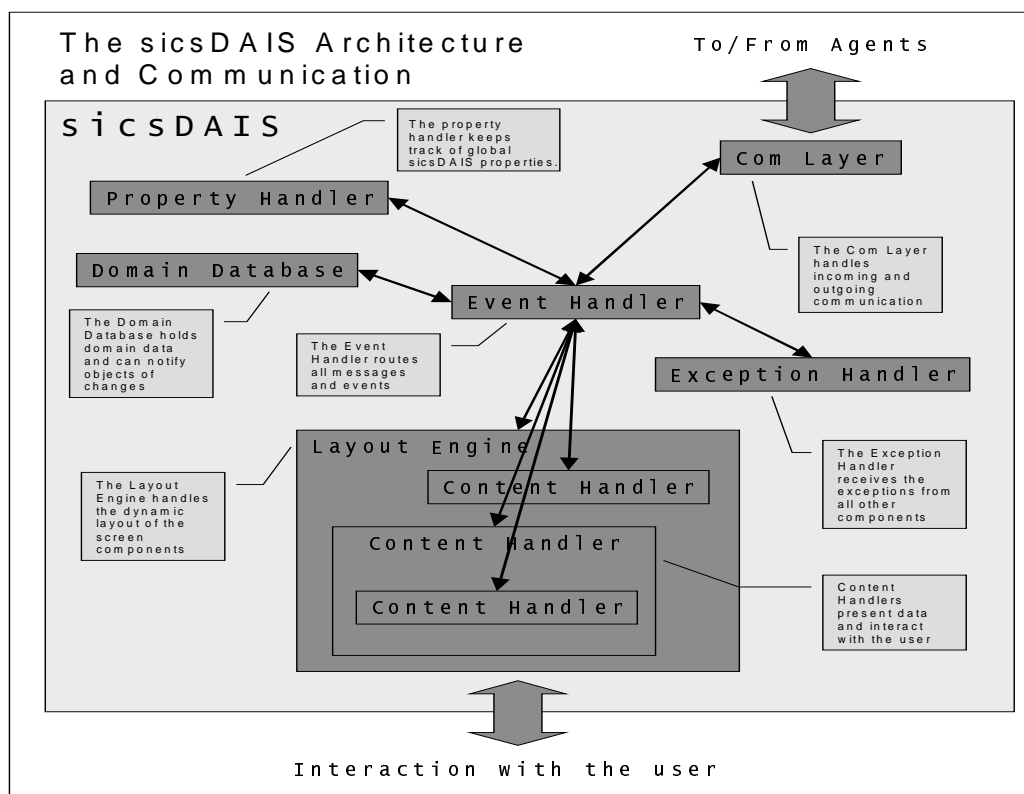 The sicsDAIS Architecture
and Communication
To/From Agents
sicsDAIS
The property
handler keeps
track of global
sicsDAIS properties.
Com Layer
Property Handler
The Com Layer
handles
incoming and
outgoing
communication
Domain Database
Event Handler
The Domain
Database holds
domain data
and can notify
objects of
changes
The Event
Handler routes
all messages
and events
Exception Handler
Layout Engine
The Exception
Handler
receives the
exceptions from
all other
components
The Layout
Engine handles
the dynamic
layout of the
screen
components
Content Handler
Content Handler
Content Handler
Content
Handlers
present data
and interact
with the user
Interaction with the user